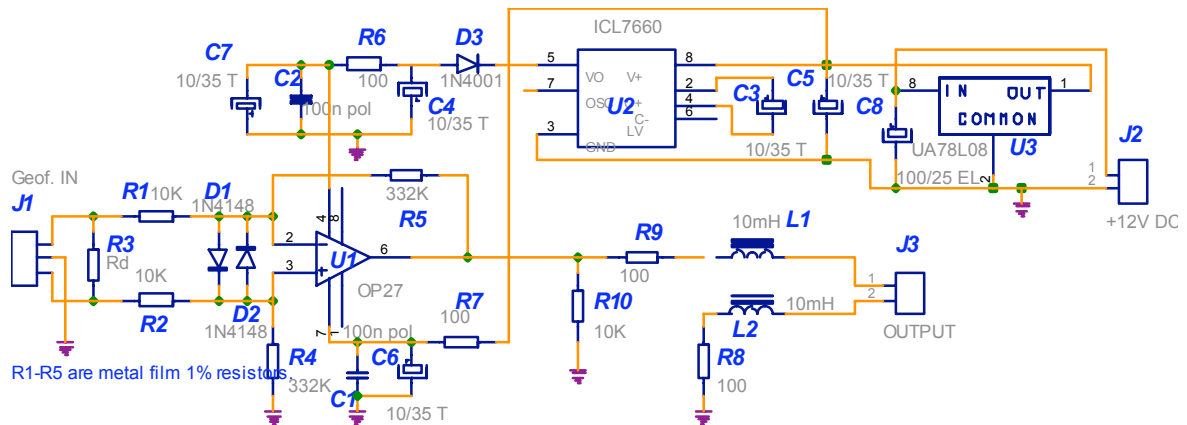 ICL7660
C7
10/35 T
C2
100n pol
R6
100
D3
1N4001
C4
10/35 T
5
7
3
VO
OSC
GND
V+
C+
C-
LV
U2
8
2
4
6
C3
10/35 T
C5
10/35 T
C8
100/25 EL
8
IN
OUT
1
COMMON
U3
UA78L08
2
J2
1
2
+12V DC
Geof. IN
J1
R1
10K
D1
1N4148
R3
Rd
10K
R2
D2
1N4148
332K
R5
4
8
2
3
U1
6
OP27
7
1
R4
332K
100n pol
C1
C6
10/35 T
R7
100
R9
100
R10
10K
10mH
L1
L2
10mH
R8
100
J3
1
2
OUTPUT
R1-R5 are metal film 1% resistors.